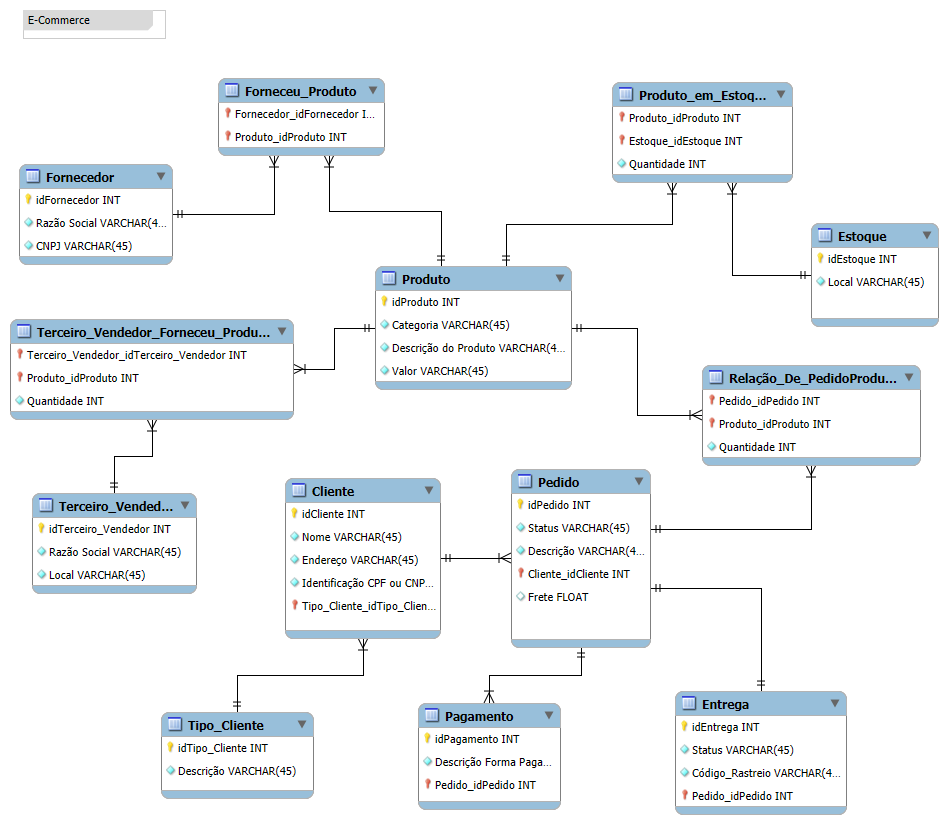 E-Commerce
Forneceu_Produto
Fornecedor_idFornecedor I...
Produto_idProduto INT
Produto_em_Estoq...
Produto_idProduto INT
Estoque_idEstoque INT
Quantidade INT
Fornecedor
idFornecedor INT
Razão Social VARCHAR(4...
CNPJ VARCHAR(45)
Estoque
idEstoque INT
Local VARCHAR(45)
Produto
idProduto INT
Categoria VARCHAR(45)
Descrição do Produto VARCHAR(4...
Valor VARCHAR(45)
Terceiro_Vendedor_Forneceu_Produ...
Terceiro_Vendedor_idTerceiro_Vendedor INT
Produto_idProduto INT
Quantidade INT
Relação_De_PedidoProdu...
Pedido_idPedido INT
Produto_idProduto INT
Quantidade INT
Terceiro_Vended...
idTerceiro_Vendedor INT
Razão Social VARCHAR(45)
Local VARCHAR(45)
Cliente
idCliente INT
Nome VARCHAR(45)
Endereço VARCHAR(45)
Identificação CPF ou CNP...
Tipo_Cliente_idTipo_Clien...
Pedido
idPedido INT
Status VARCHAR(45)
Descrição VARCHAR(4...
Cliente_idCliente INT
Frete FLOAT
Tipo_Cliente
idTipo_Cliente INT
Descrição VARCHAR(45)
Pagamento
idPagamento INT
Descrição Forma Paga...
Pedido_idPedido INT
Entrega
idEntrega INT
Status VARCHAR(45)
Código_Rastreio VARCHAR(4...
Pedido_idPedido INT